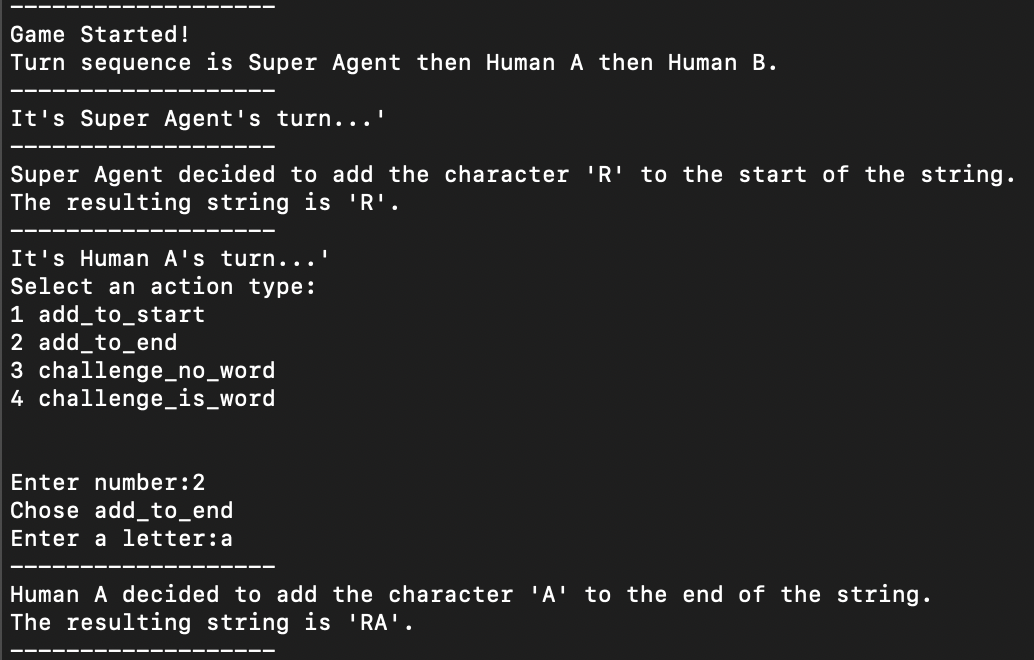 -------------------
Game Started!
Turn sequence is Super Agent then Human A then Human B.
-------------------
It's Super Agent's turn...'
-------------------
Super Agent decided to add the character 'R' to the start of the string.
The resulting string is 'R'.
-------------------
It's Human A's turn...'
Select an action type:
1 add_to_start
2 add_to_end
3 challenge_no_word
4 challenge_is_word
Enter number:2
Chose add_to_end
Enter a letter:a
-------------------
Human A decided to add the character 'A' to the end of the string.
The resulting string is 'RA'.
-------------------